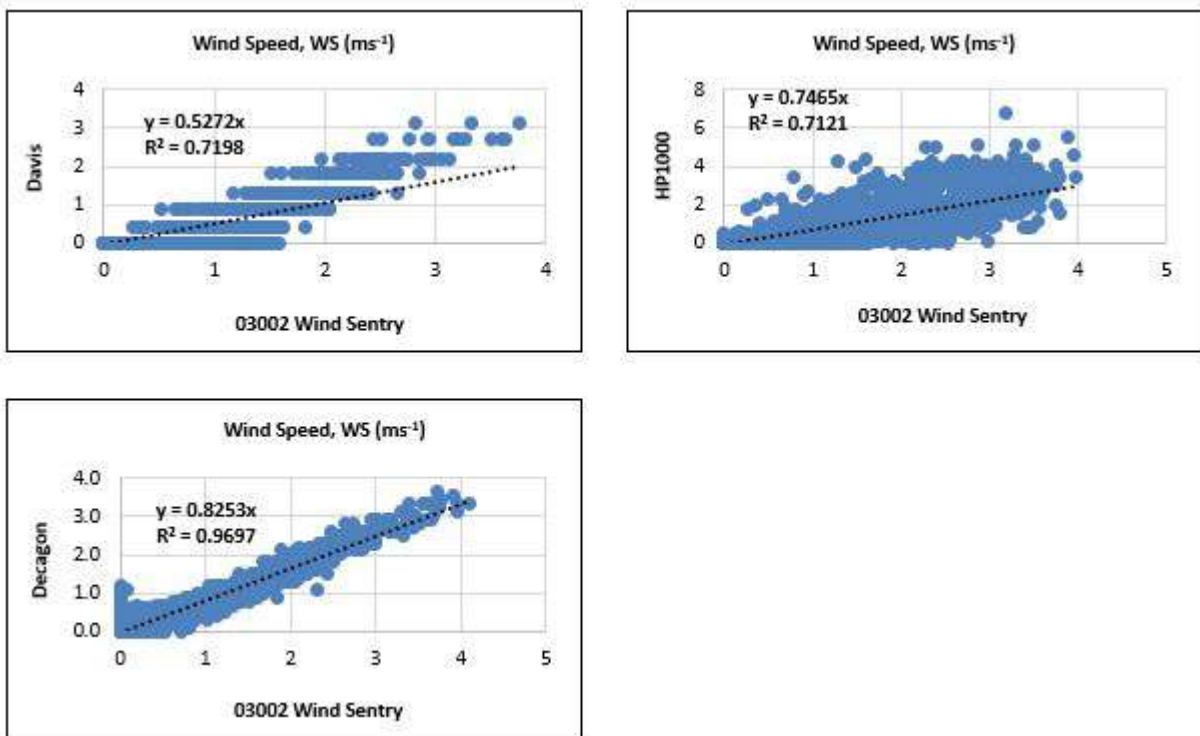 Wind Speed, WS (ms⁻¹)
y = 0.5272x
R² = 0.7198
Davis
4
3
2
1
0
0 1 2 3 4
03002 Wind Sentry
Wind Speed, WS (ms⁻¹)
y = 0.7465x
R² = 0.7121
HP1000
8
6
4
2
0
0 1 2 3 4 5
03002 Wind Sentry
Wind Speed, WS (ms⁻¹)
y = 0.8253x
R² = 0.9697
Decagon
4.0
3.0
2.0
1.0
0.0
0 1 2 3 4 5
03002 Wind Sentry